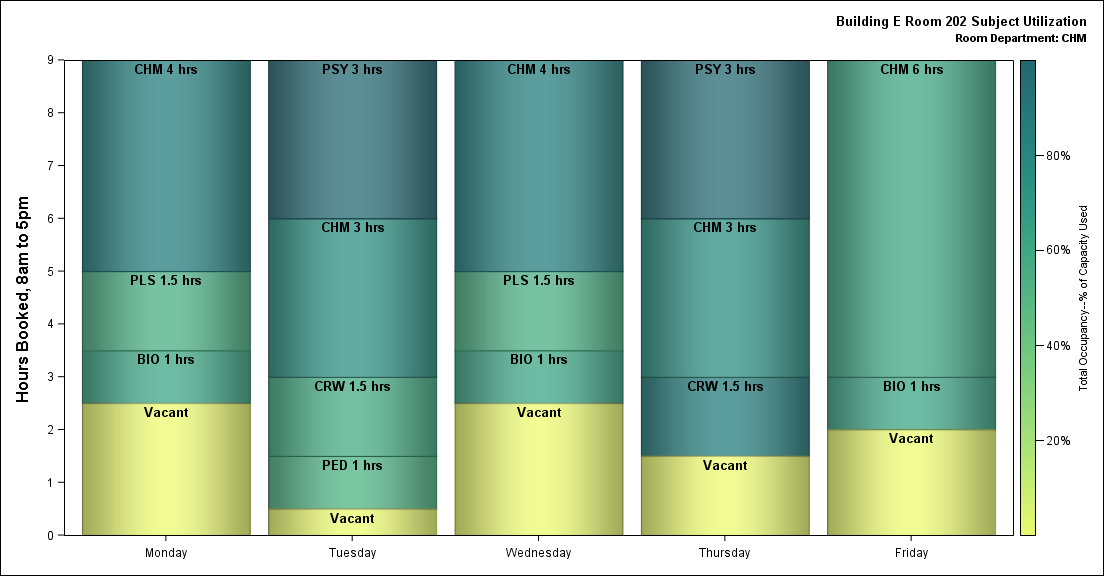 Building E Room 202 Subject Utilization
Room Department: CHM
Hours Booked, 8am to 5pm
9
8
7
6
5
4
3
2
1
0
CHM 4 hrs
PLS 1.5 hrs
BIO 1 hrs
Vacant
PSY 3 hrs
CHM 3 hrs
CRW 1.5 hrs
PED 1 hrs
Vacant
CHM 4 hrs
PLS 1.5 hrs
BIO 1 hrs
Vacant
PSY 3 hrs
CHM 3 hrs
CRW 1.5 hrs
Vacant
CHM 6 hrs
BIO 1 hrs
Vacant
Monday
Tuesday
Wednesday
Thursday
Friday
80%
60%
40%
20%
Total Occupancy--% of Capacity Used